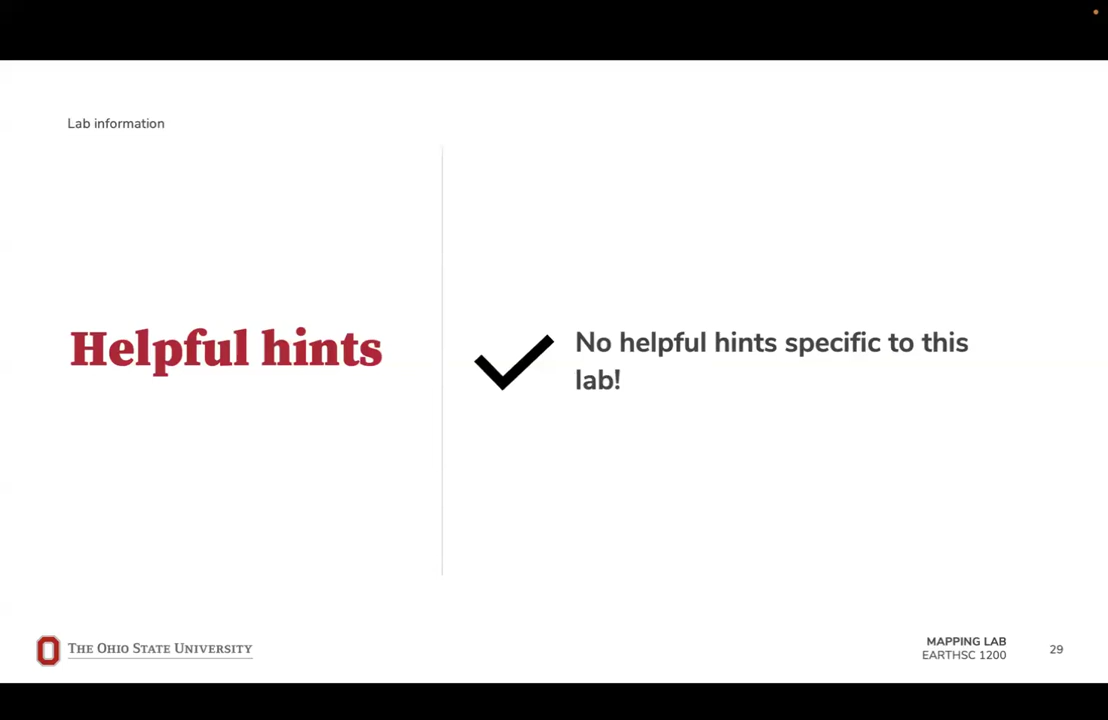 Lab information
Helpful hints
No helpful hints specific to this
lab!
THE OHIO STATE UNIVERSITY
MAPPING LAB
EARTHSC 1200
29